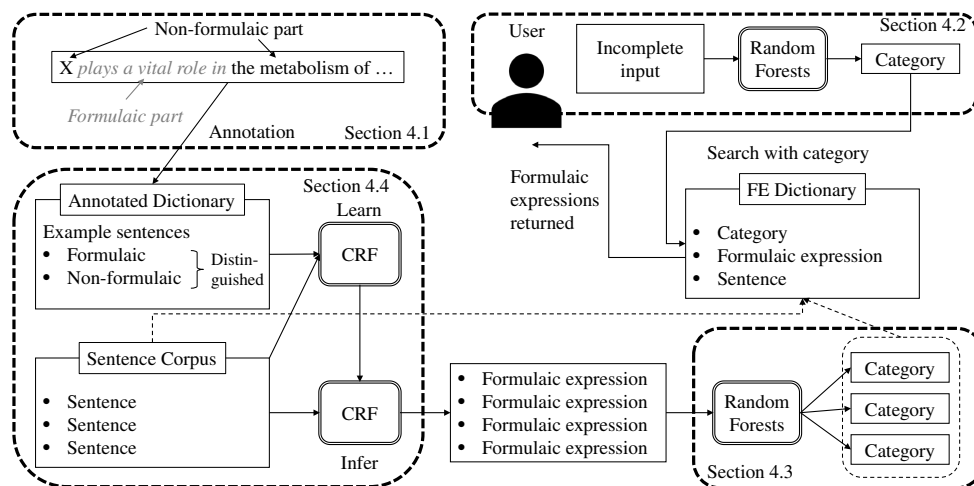 Non-formulaic part
X plays a vital role in the metabolism of …
Formulaic part
Annotation
Section 4.1
User
Incomplete
input
Random
Forests
Category
Section 4.2
Search with category
Formulaic
expressions
returned
FE Dictionary
• Category
• Formulaic expression
• Sentence
Section 4.4
Annotated Dictionary
Example sentences
• Formulaic
• Non-formulaic
Distin-
guished
Learn
CRF
Sentence Corpus
• Sentence
• Sentence
• Sentence
CRF
Infer
• Formulaic expression
• Formulaic expression
• Formulaic expression
• Formulaic expression
Random
Forests
Category
Category
Category
Section 4.3